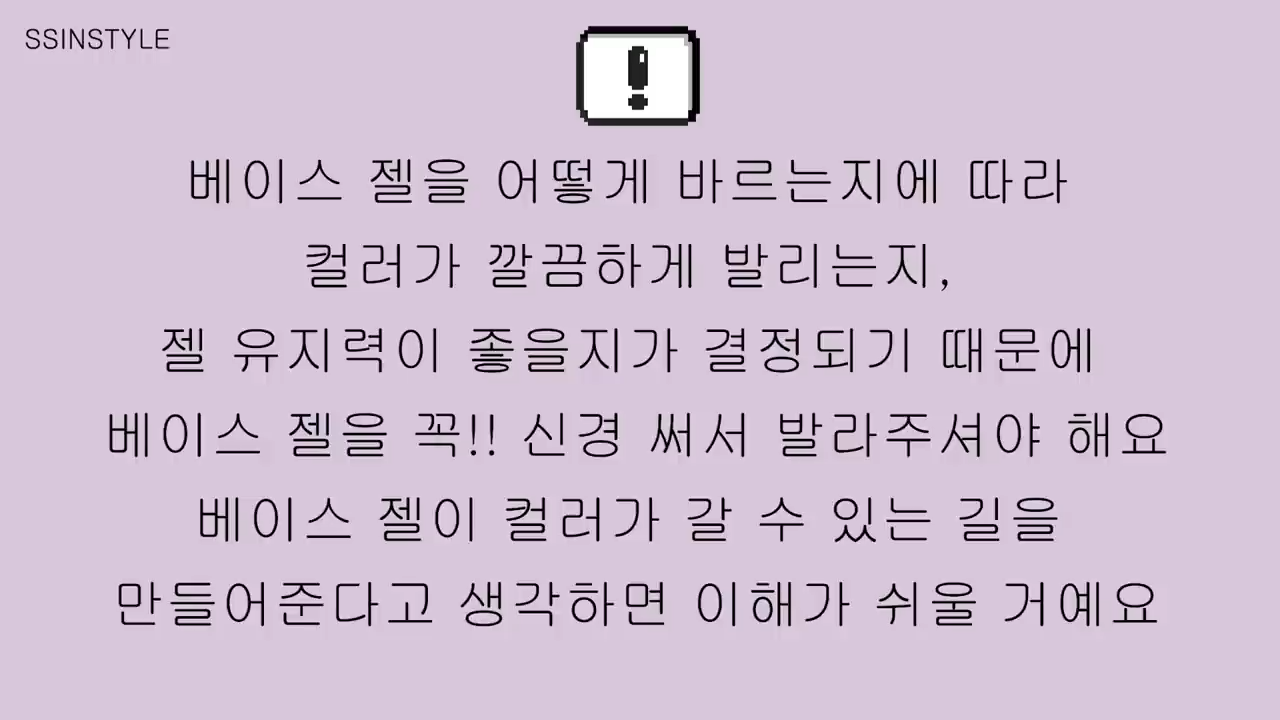 SSINSTYLE
!
베이스 젤을 어떻게 바르는지에 따라
컬러가 깔끔하게 발리는지,
젤 유지력이 좋을지가 결정되기 때문에
베이스 젤을 꼭!! 신경 써서 발라주셔야 해요
베이스 젤이 컬러가 갈 수 있는 길을
만들어준다고 생각하면 이해가 쉬울 거예요